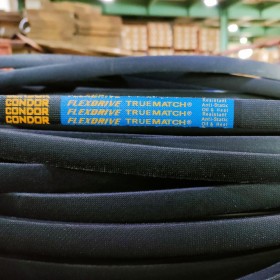 CONDOR FLEXDRIVE TRUEMATCH® Resistant
Anti-Static
CONDOR FLEXDRIVE TRUEMATCH® Oil & Heat
Resistant
Anti-Static
CONDOR FLEXDRIVE TRUEMATCH® Oil & Heat